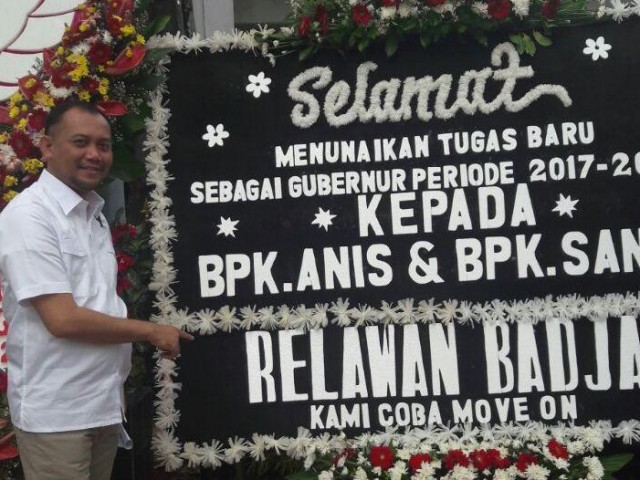 Selamat
MENUNAIKAN TUGAS BARU
SEBAGAI GUBERNUR PERIODE 2017-20
KEPADA
BPK.ANIS & BPK.SAN
RELAWAN BADJA
KAMI COBA MOVE ON